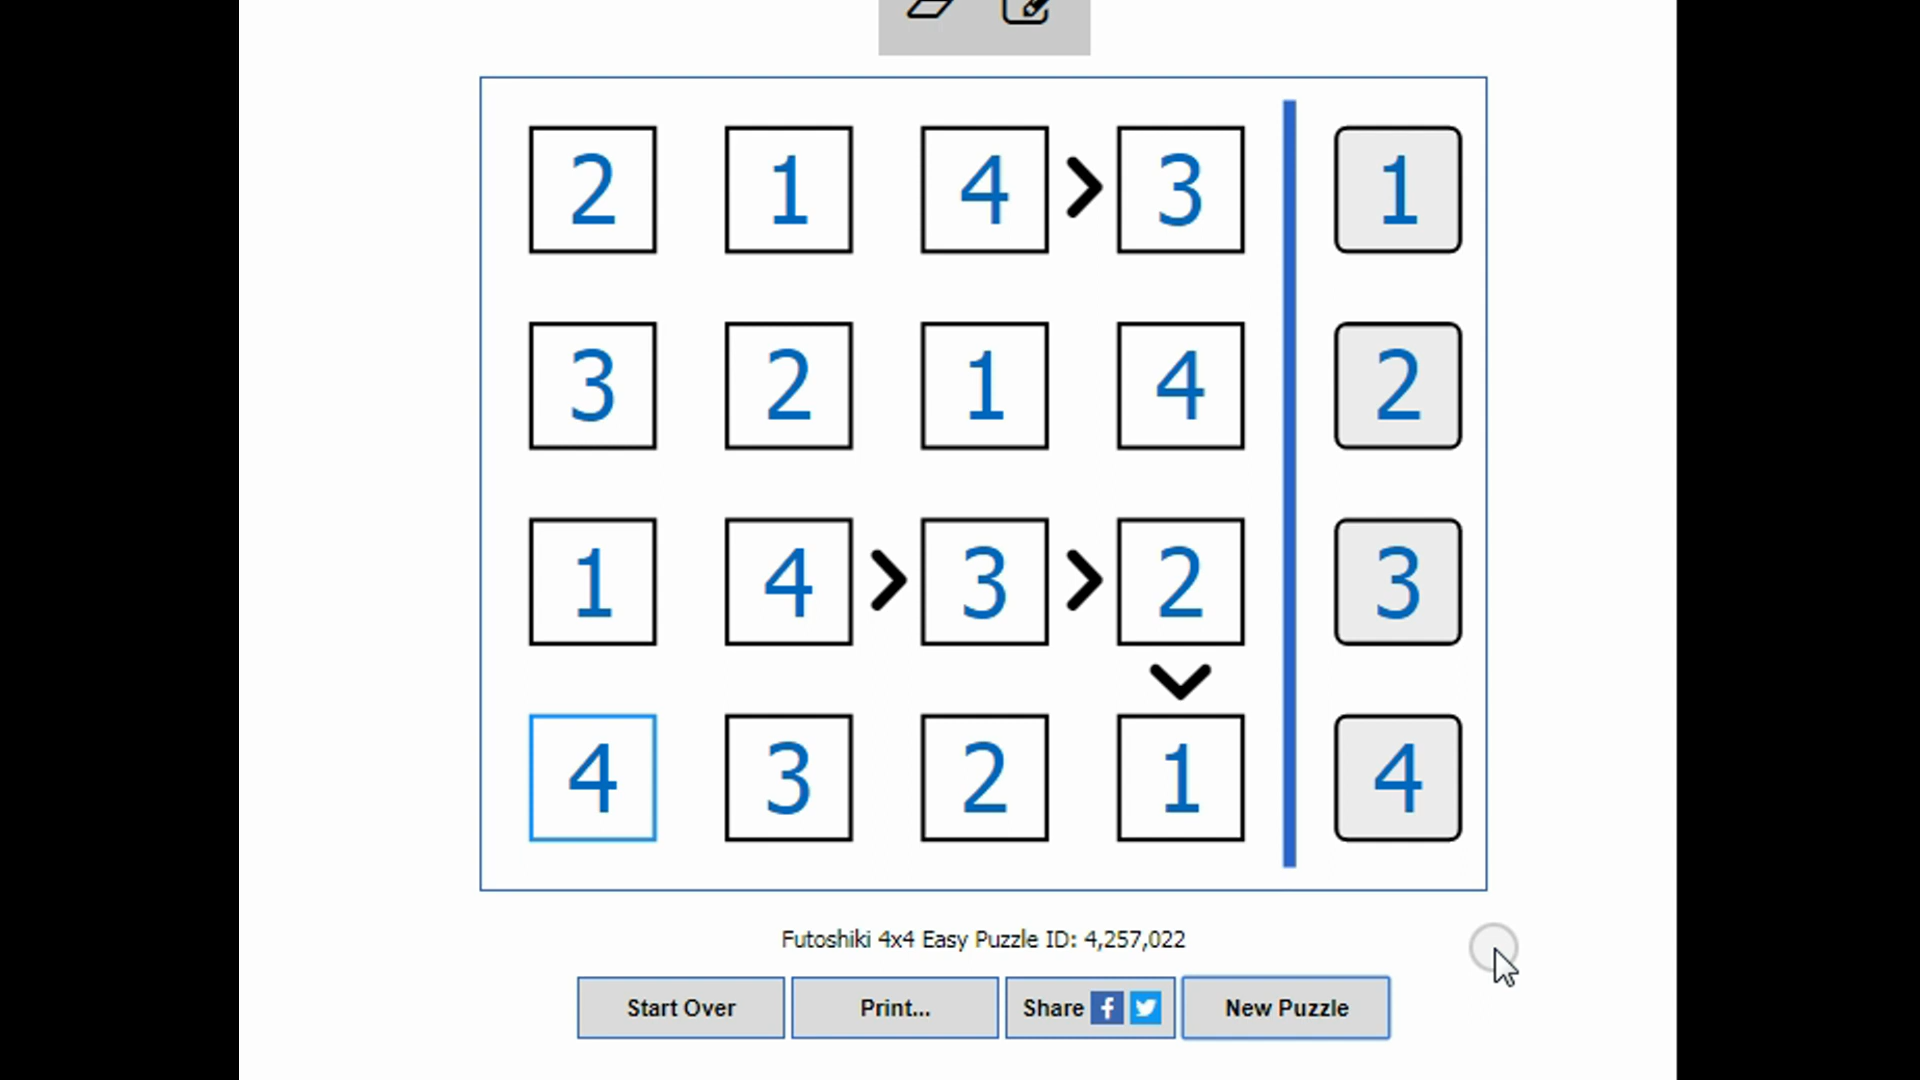 2 1 4 > 3 1
3 2 1 4 2
1 4 > 3 > 2 3
4 3 2 1 4
Futoshiki 4x4 Easy Puzzle ID: 4,257,022
Start Over Print... Share New Puzzle